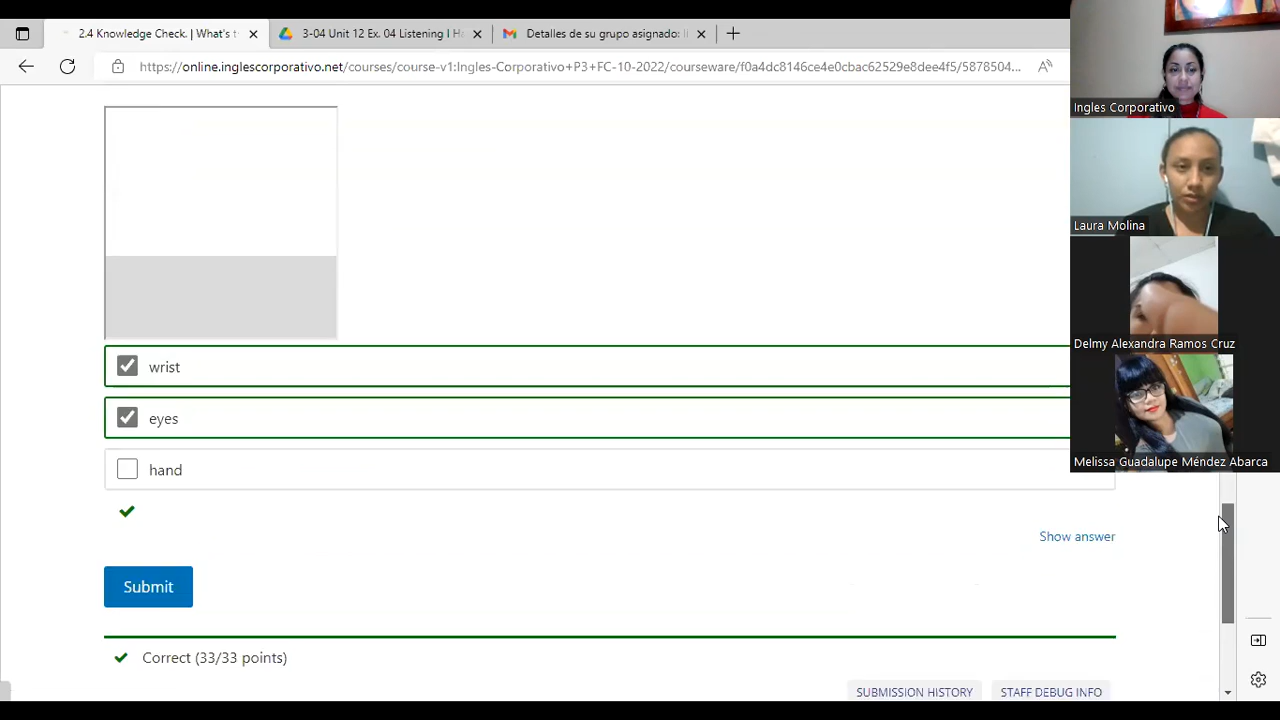 2.4 Knowledge Check. | What's
3-04 Unit 12 Ex. 04 Listening I Ha
Detalles de su grupo asignado: li
https://online.inglescorporativo.net/courses/course-v1:Ingles-Corporativo+P3+FC-10-2022/courseware/f0a4dc8146ce4e0cbac62529e8dee4f5/5878504...
Ingles Corporativo
Laura Molina
Delmy Alexandra Ramos Cruz
wrist
eyes
Melissa Guadalupe Méndez Abarca
hand
Show answer
Submit
Correct (33/33 points)
SUBMISSION HISTORY
STAFF DEBUG INFO